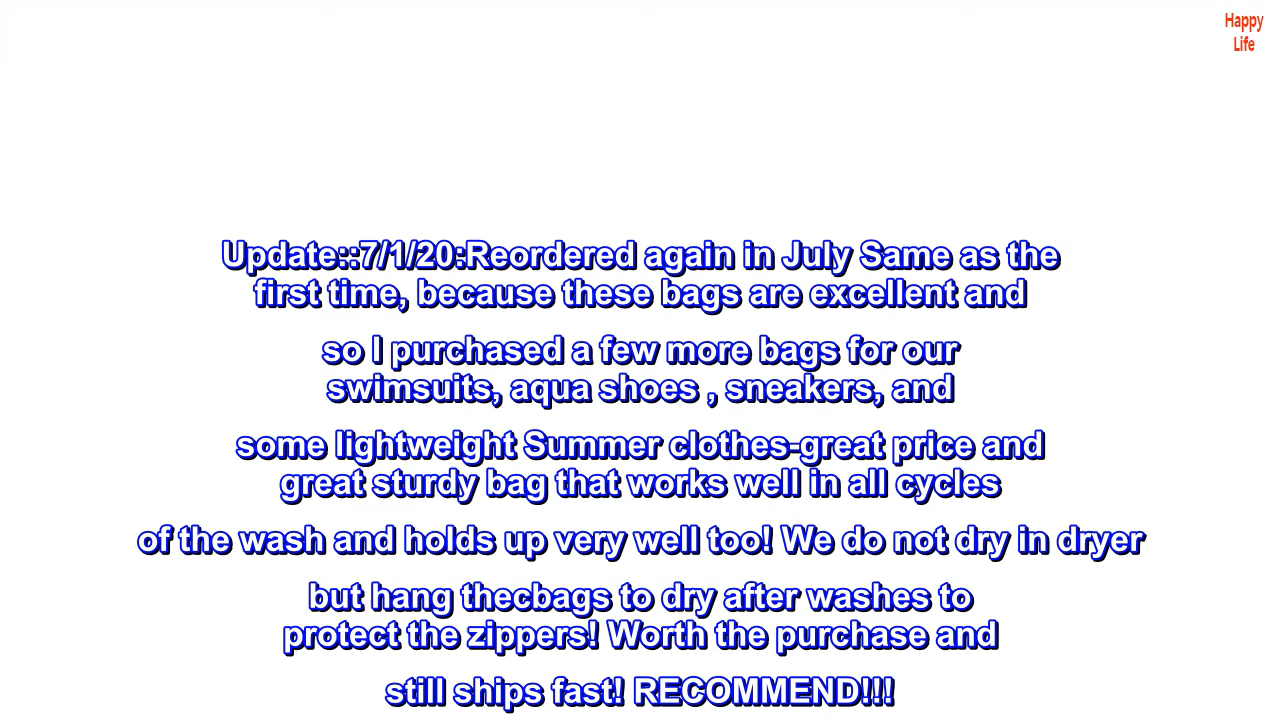 Happy
Life
Update::7/1/20:Reordered again in July Same as the
first time, because these bags are excellent and
so I purchased a few more bags for our
swimsuits, aqua shoes , sneakers, and
some lightweight Summer clothes-great price and
great sturdy bag that works well in all cycles
of the wash and holds up very well too! We do not dry in dryer
but hang thecbags to dry after washes to
protect the zippers! Worth the purchase and
still ships fast! RECOMMEND!!!